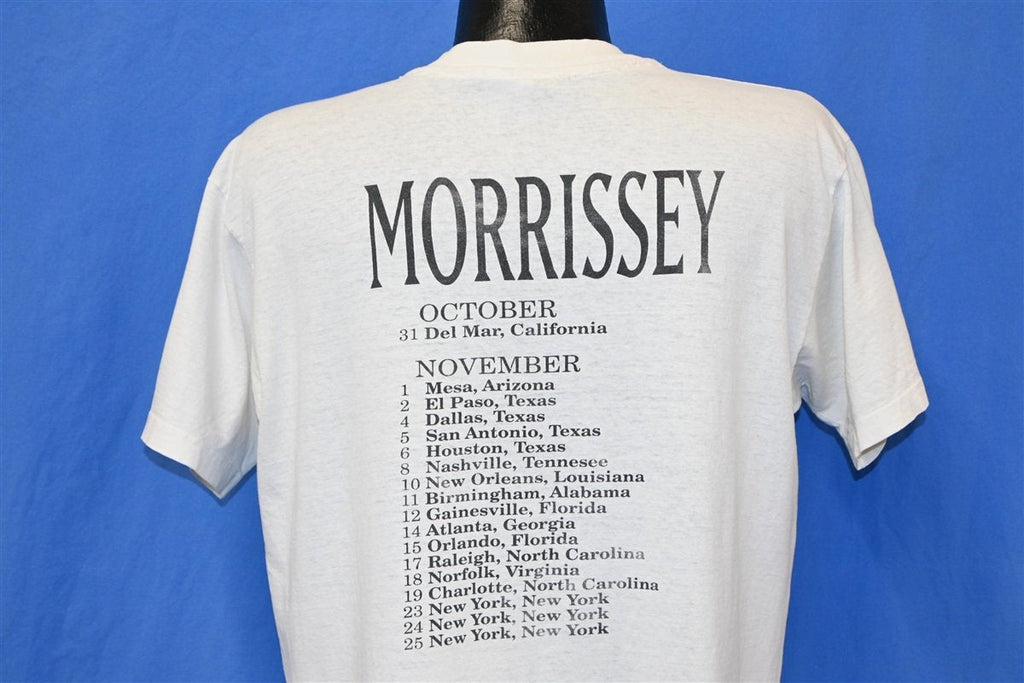 MORRISSEY
OCTOBER
31 Del Mar, California
NOVEMBER
1 Mesa, Arizona
2 El Paso, Texas
4 Dallas, Texas
5 San Antonio, Texas
6 Houston, Texas
8 Nashville, Tennesee
10 New Orleans, Louisiana
11 Birmingham, Alabama
12 Gainesville, Florida
14 Atlanta, Georgia
15 Orlando, Florida
17 Raleigh, North Carolina
18 Norfolk, Virginia
19 Charlotte, North Carolina
23 New York, New York
24 New York, New York
25 New York, New York